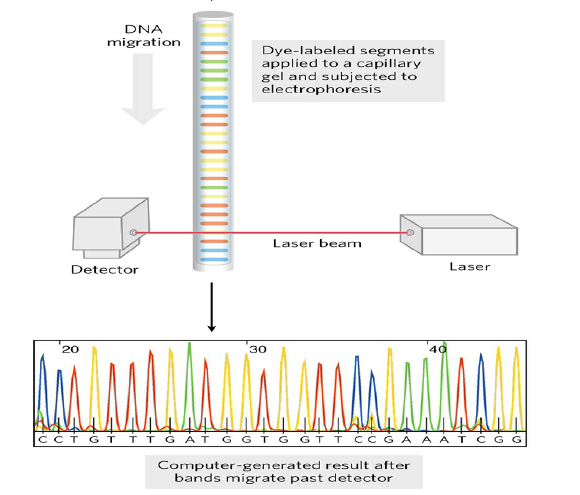 DNA
migration
Dye-labeled segments
applied to a capillary
gel and subjected to
electrophoresis
Laser beam
Detector
Laser
20 30 40
C C T G T T T G A T G G T G G T T C C G A A A T C G G
Computer-generated result after
bands migrate past detector